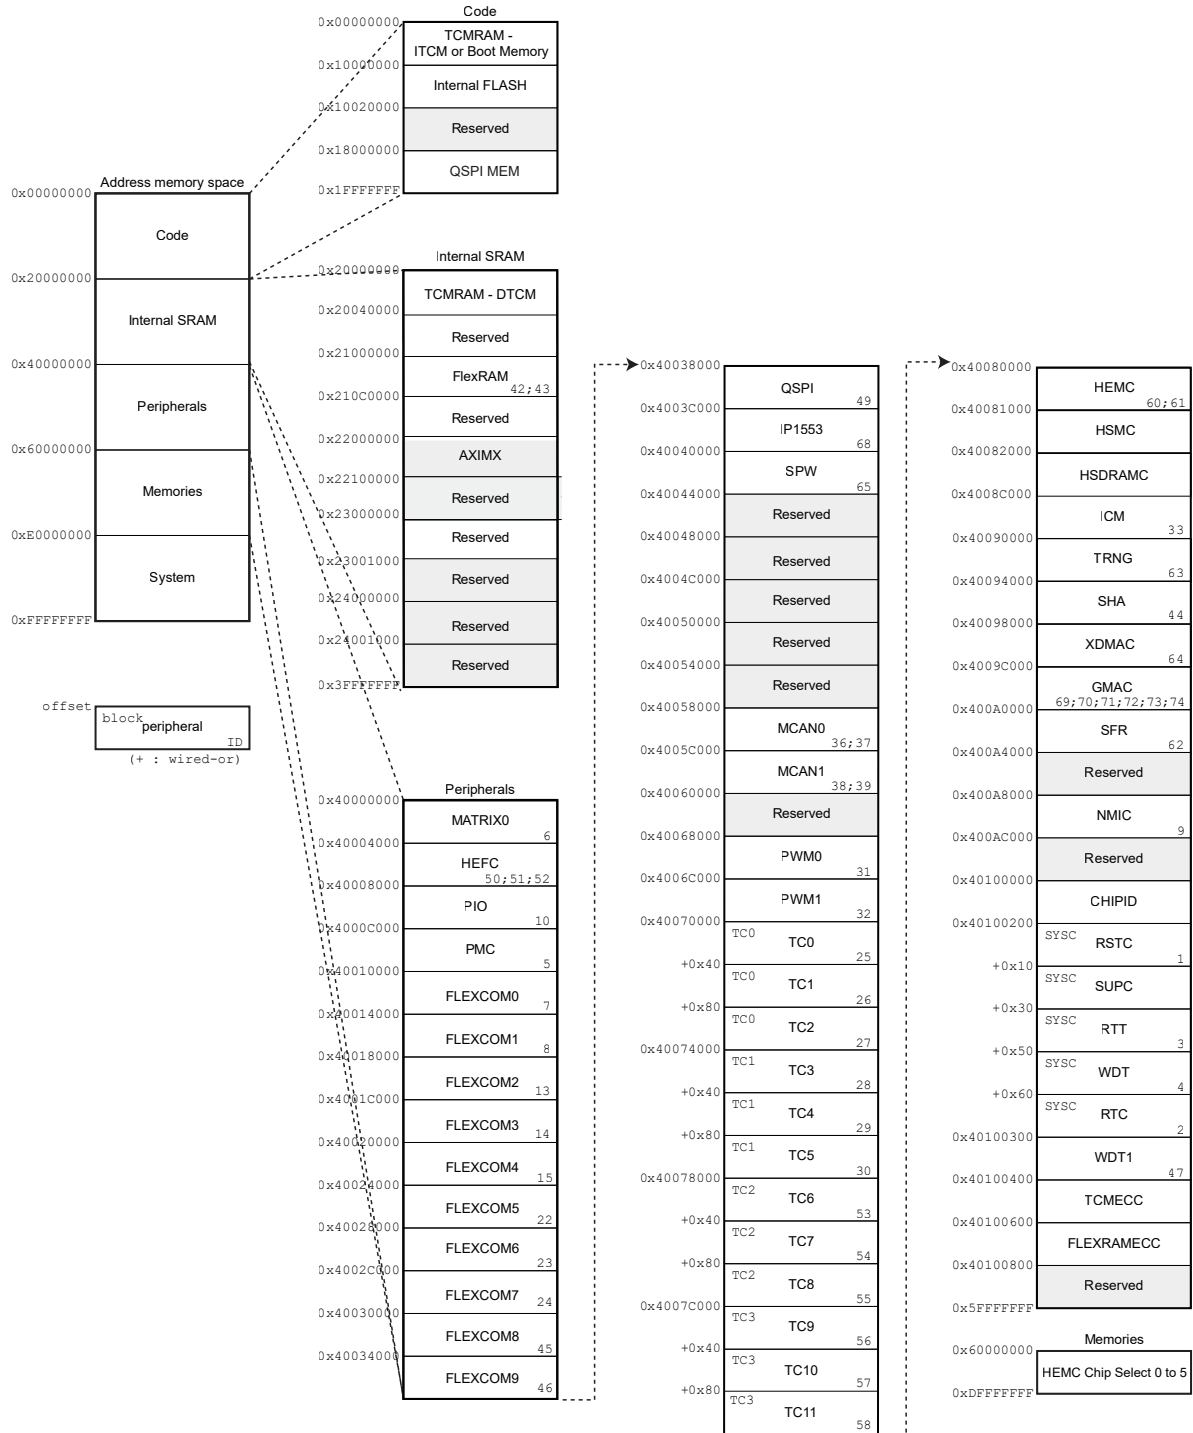 Code
0x00000000
TCMRAM -
ITCM or Boot Memory
0x10000000
Internal FLASH
0x10020000
Reserved
0x18000000
QSPI MEM
0x1FFFFFFF
Address memory space
0x00000000
Code
0x20000000
Internal SRAM
0x40000000
Peripherals
0x60000000
Memories
0xE0000000
System
0xFFFFFFFF
offset
block
peripheral
ID
(+ : wired-or)
Internal SRAM
0x20000000
TCMRAM - DTCM
0x20040000
Reserved
0x21000000
FlexRAM
42;43
0x210C0000
Reserved
0x22000000
AXIMX
0x22100000
Reserved
0x23000000
Reserved
0x23001000
Reserved
0x24000000
Reserved
0x24001000
Reserved
0x3FFFFFFF
Peripherals
0x40000000
MATRIX0
6
0x40004000
HEFC
50;51;52
0x40008000
PIO
10
0x4000C000
PMC
5
0x40010000
FLEXCOM0
7
0x40014000
FLEXCOM1
8
0x40018000
FLEXCOM2
13
0x4001C000
FLEXCOM3
14
0x40020000
FLEXCOM4
15
0x40024000
FLEXCOM5
22
0x40028000
FLEXCOM6
23
0x4002C000
FLEXCOM7
24
0x40030000
FLEXCOM8
45
0x40034000
FLEXCOM9
46
0x40038000
QSPI
49
0x4003C000
IP1553
68
0x40040000
SPW
65
0x40044000
Reserved
0x40048000
Reserved
0x4004C000
Reserved
0x40050000
Reserved
0x40054000
Reserved
0x40058000
MCAN0
36;37
0x4005C000
MCAN1
38;39
0x40060000
Reserved
0x40068000
PWM0
31
0x4006C000
PWM1
32
0x40070000
TC0
TC0
25
+0x40
TC0
TC1
26
+0x80
TC0
TC2
27
0x40074000
TC1
TC3
28
+0x40
TC1
TC4
29
+0x80
TC1
TC5
30
0x40078000
TC2
TC6
53
+0x40
TC2
TC7
54
+0x80
TC2
TC8
55
0x4007C000
TC3
TC9
56
+0x40
TC3
TC10
57
+0x80
TC3
TC11
58
0x40080000
HEMC
60;61
0x40081000
HSMC
0x40082000
HSDRAMC
0x4008C000
ICM
33
0x40090000
TRNG
63
0x40094000
SHA
44
0x40098000
XDMAC
64
0x4009C000
GMAC
69;70;71;72;73;74
0x400A0000
SFR
62
0x400A4000
Reserved
0x400A8000
NMIC
9
0x400AC000
Reserved
0x40100000
CHIPID
0x40100200
SYSC
RSTC
1
+0x10
SYSC
SUPC
+0x30
SYSC
RTT
3
+0x50
SYSC
WDT
4
+0x60
SYSC
RTC
2
0x40100300
WDT1
47
0x40100400
TCMECC
0x40100600
FLEXRAMECC
0x40100800
Reserved
0x5FFFFFFF
Memories
0x60000000
HEMC Chip Select 0 to 5
0xDFFFFFFF